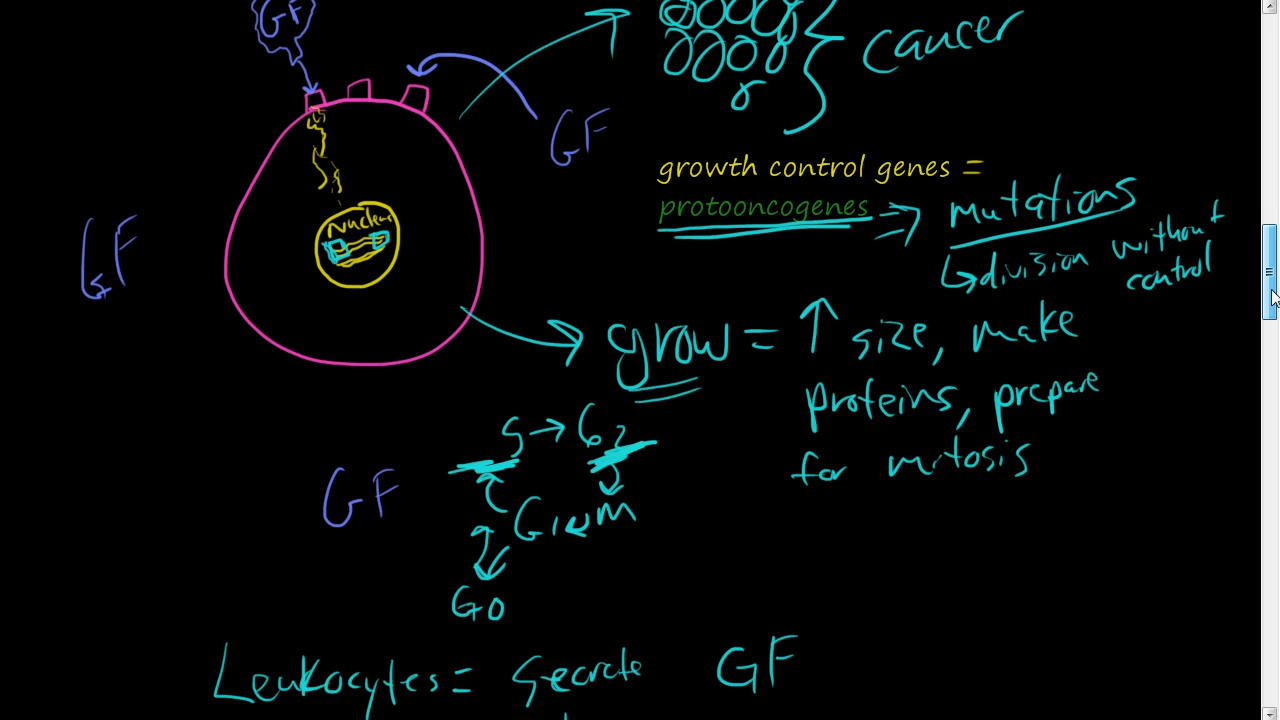 GF
cancer
GF
growth control genes =
protooncogenes => mutations
↳ division without
control
Nucleus
GF
grow = ↑ size, make
proteins, prepare
for mitosis
S → G2
GF
G1 ← M
G0
Leukocytes = secrete GF